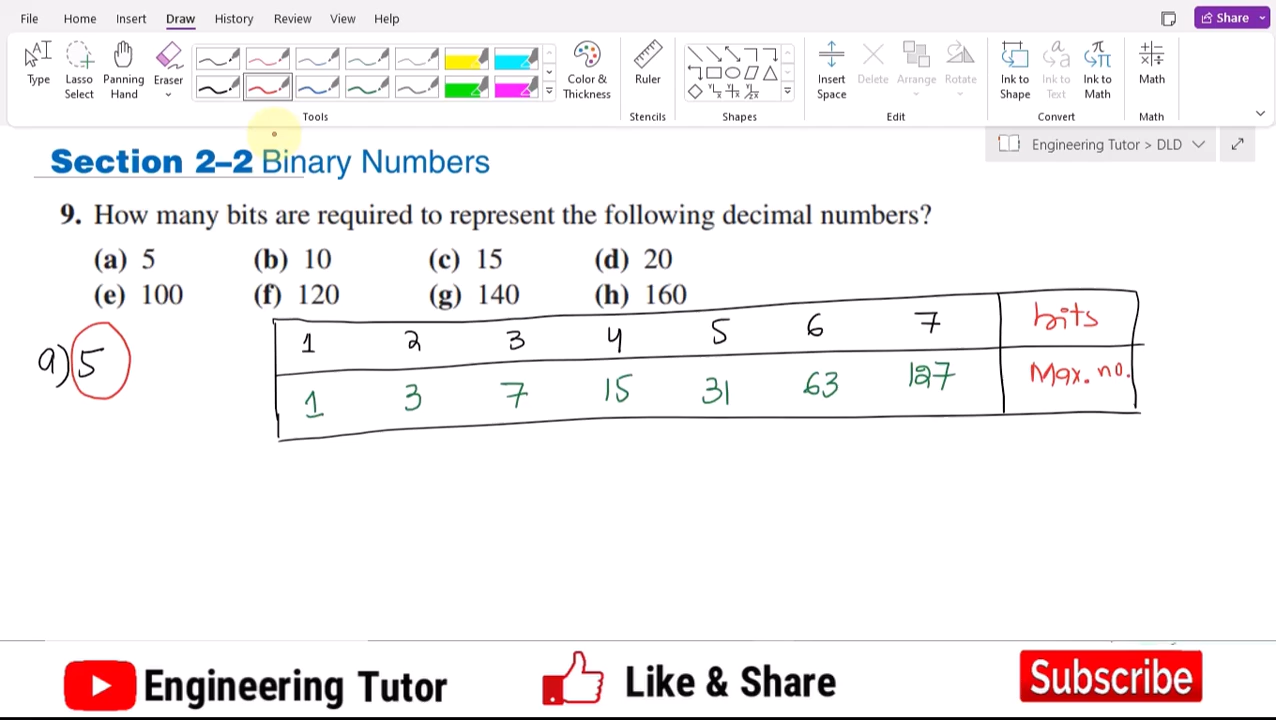 File Home Insert Draw History Review View Help Share
Type Lasso Select Panning Hand Eraser Color & Thickness Ruler Insert Space Delete Arrange Rotate Ink to Shape Ink to Text Ink to Math Math
Tools Stencils Shapes Edit Convert Math
Engineering Tutor > DLD
Section 2–2 Binary Numbers
9. How many bits are required to represent the following decimal numbers?
(a) 5 (b) 10 (c) 15 (d) 20
(e) 100 (f) 120 (g) 140 (h) 160
1 2 3 4 5 6 7 bits
a) 5
1 3 7 15 31 63 127 Max. no.
Engineering Tutor Like & Share Subscribe